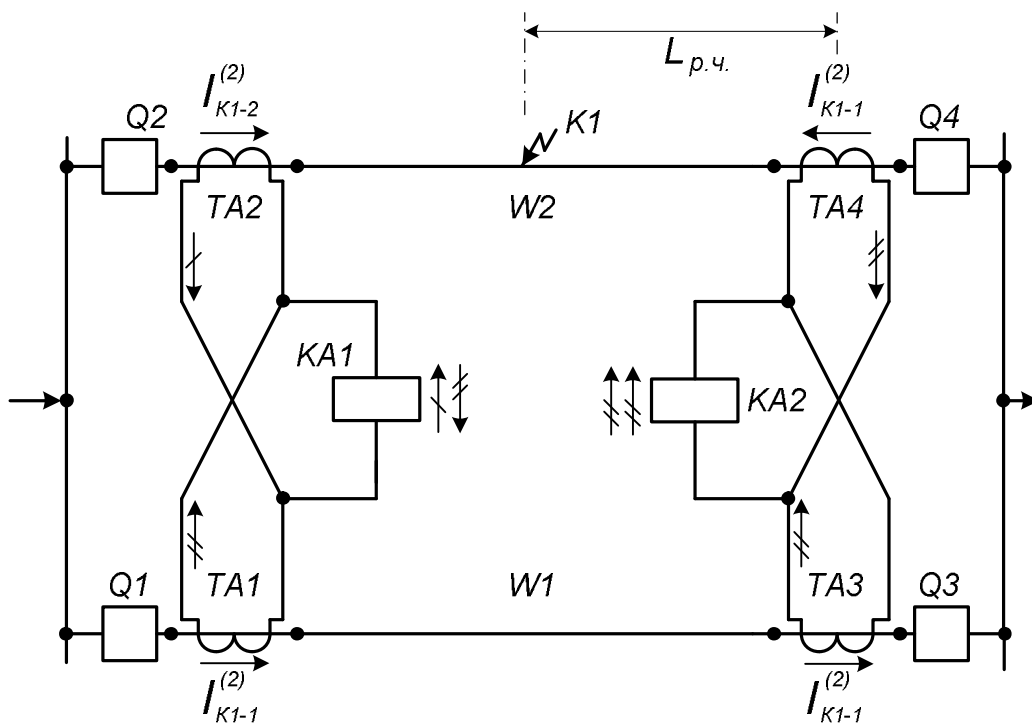 L р.ч.
I (2) К1-2
I (2) К1-1
Q2
K1
Q4
TA2
W2
TA4
KA1
KA2
Q1
TA1
W1
TA3
Q3
I (2) К1-1
I (2) К1-1